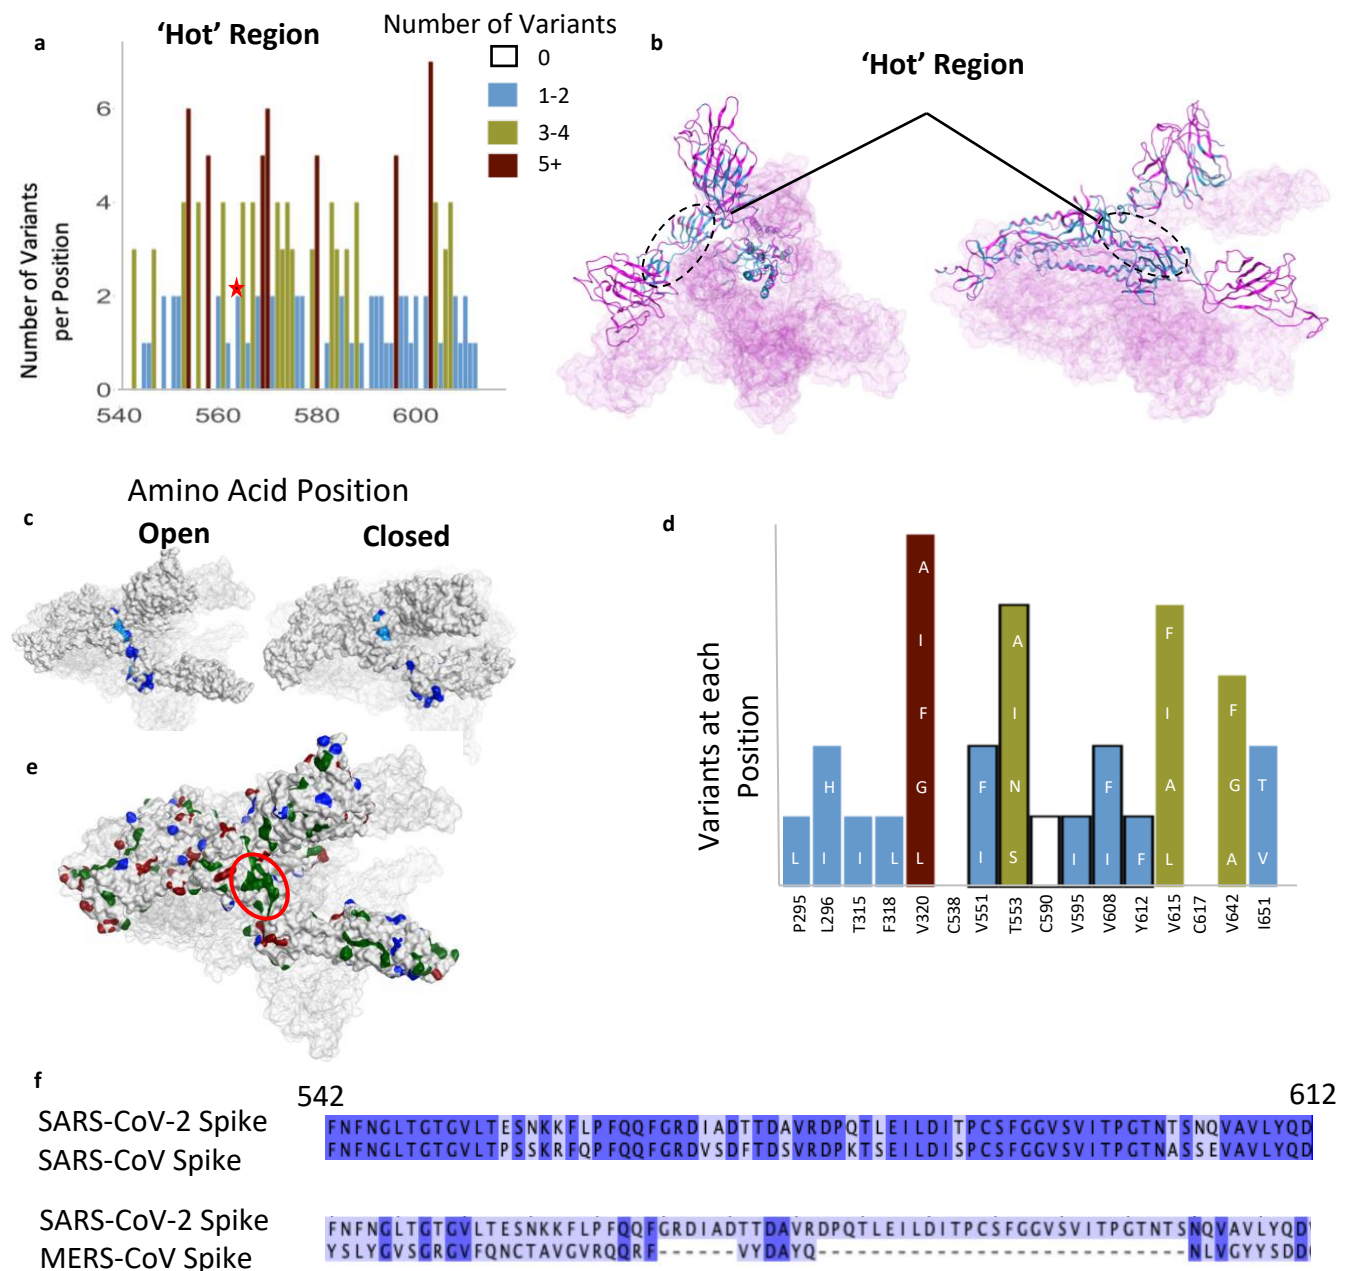 a
'Hot' Region
Number of Variants
0
1-2
3-4
5+
Number of Variants
per Position
6
4
2
0
540
560
580
600
Amino Acid Position
b
'Hot' Region
c
Open
Closed
d
Variants at each
Position
L
H
I
I
L
A
I
F
G
L
F
I
A
I
N
S
I
F
I
F
F
I
A
L
F
G
A
T
V
P295
L296
T315
F318
V320
C538
V551
T553
C590
V595
V608
Y612
V615
C617
V642
I651
e
f
542
612
SARS-CoV-2 Spike
FNFNGLTGTGVLTESNKKFLPFQQFGRDIADTTDAVRDPQTLEILDITPCSFGGVSVITPGTNTSNQVAVLYQD
SARS-CoV Spike
FNFNGLTGTGVLTPSSKRFQPFQQFGRDVSDFTDSVRDPKTSEILDISPCSFGGVSVITPGTNASSEVAVLYQD
SARS-CoV-2 Spike
FNFNGLTGTGVLTESNKKFLPFQQFGRDIADTTDAVRDPQTLEILDITPCSFGGVSVITPGTNTSNQVAVLYQD
MERS-CoV Spike
YSLYGVSGRGVFQNCTAVGVRQQRF------VYDAYQ----------------------------NLVGYYSDD